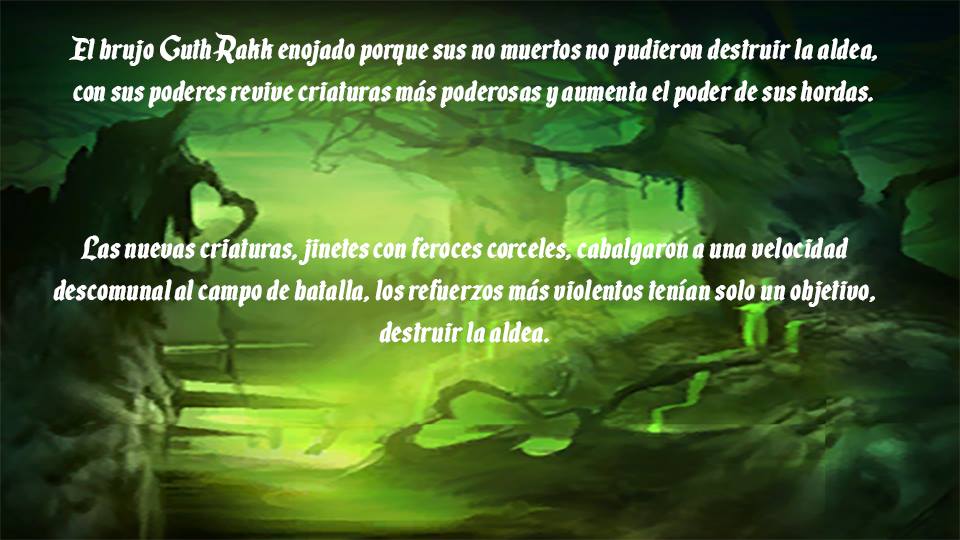 El brujo Guth-Rakk enojado porque sus no muertos no pudieron destruir la aldea,
con sus poderes revive criaturas más poderosas y aumenta el poder de sus hordas.
Las nuevas criaturas, jinetes con feroces corceles, cabalgaron a una velocidad
descomunal al campo de batalla, los refuerzos más violentos tenían solo un objetivo,
destruir la aldea.